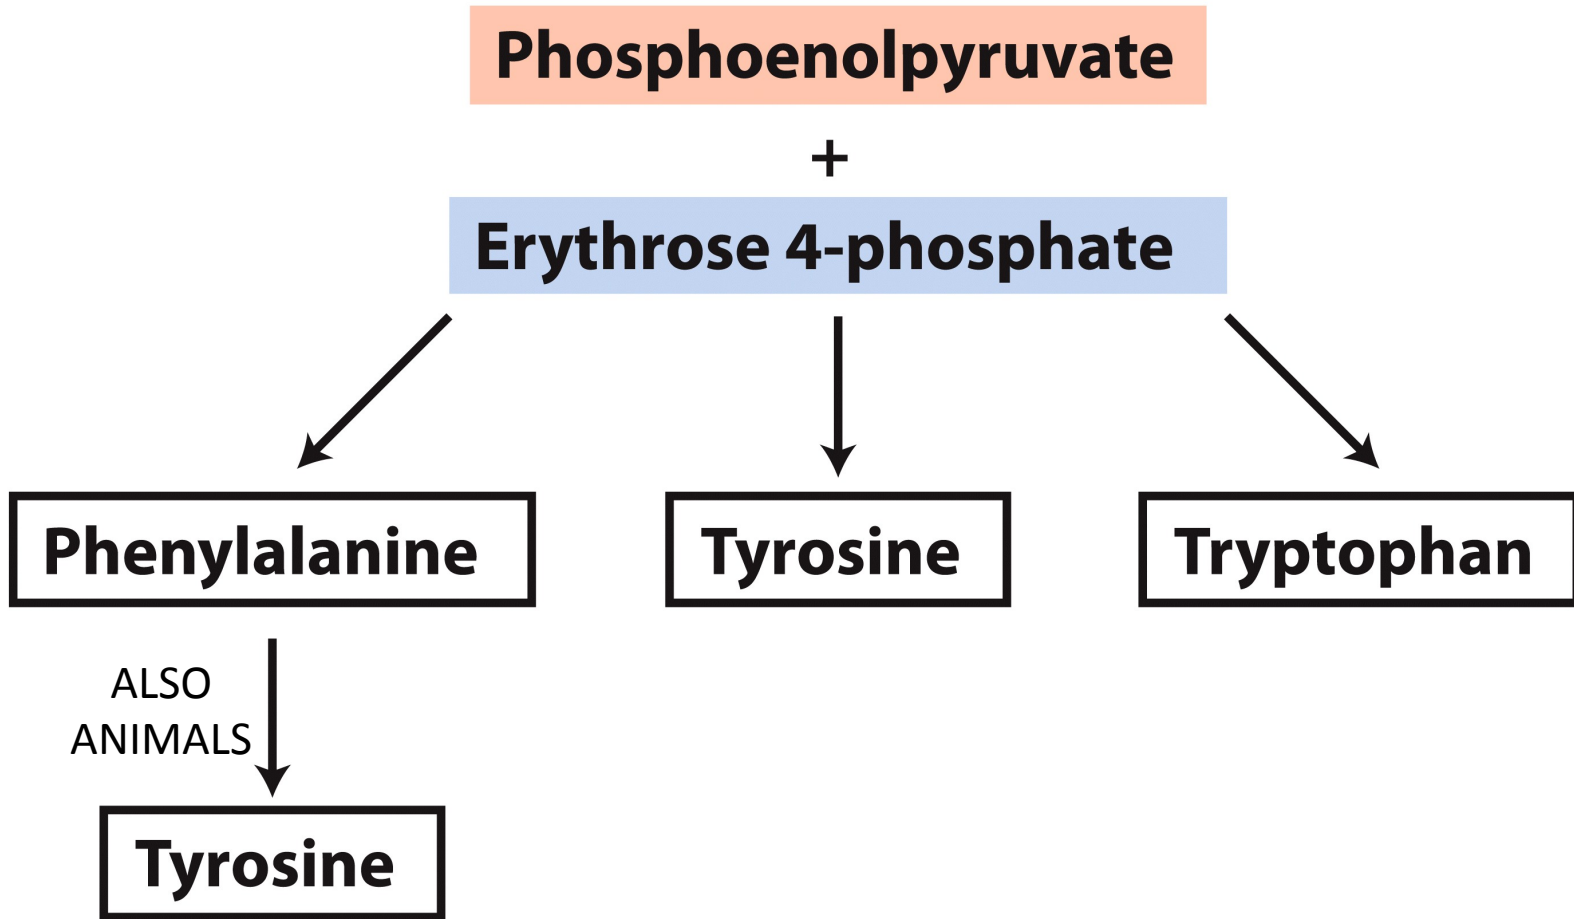 Phosphoenolpyruvate
+
Erythrose 4-phosphate
Phenylalanine
Tyrosine
Tryptophan
ALSO
ANIMALS
Tyrosine